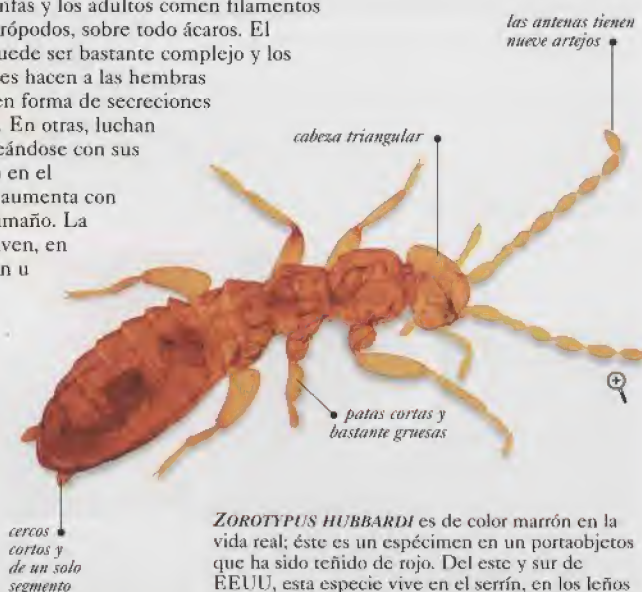 nfas y los adultos comen filamentos
rópodos, sobre todo ácaros. El
uede ser bastante complejo y los
es hacen a las hembras
en forma de secreciones
. En otras, luchan
eándose con sus
en el
aumenta con
maño. La
iven, en
n u
las antenas tienen
nueve artejos
cabeza triangular
patas cortas y
bastante gruesas
cercos
cortos y
de un solo
segmento
ZOROTYPUS HUBBARDI es de color marrón en la
vida real; éste es un espécimen en un portaobjetos
que ha sido teñido de rojo. Del este y sur de
EEUU, esta especie vive en el serrín, en los leños